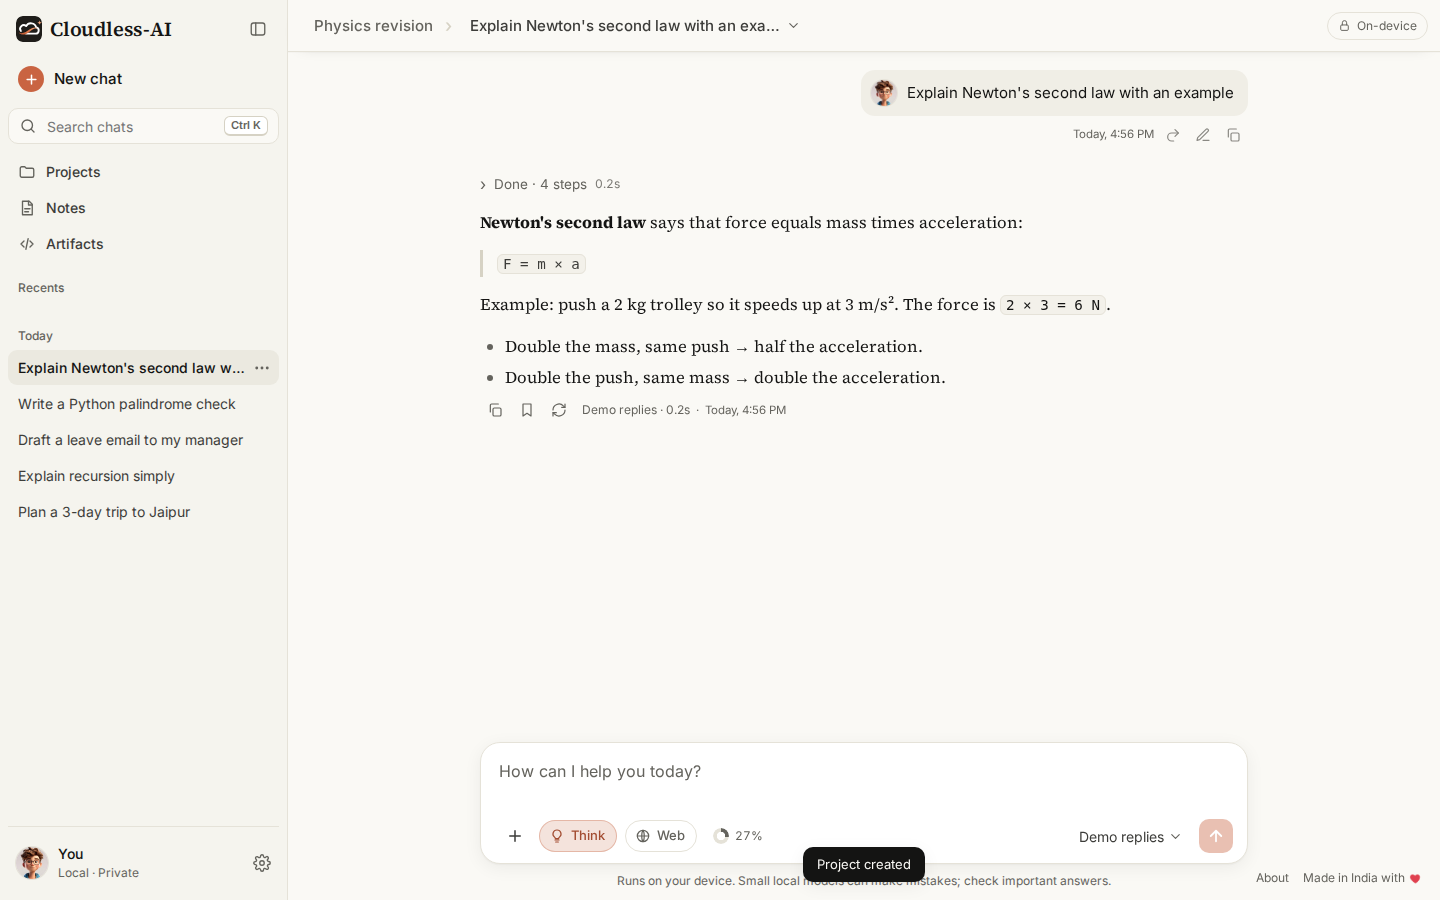 Cloudless-AI
New chat
Search chats
Ctrl K
Projects
Notes
Artifacts
Recents
Today
Explain Newton's second law w...
Write a Python palindrome check
Draft a leave email to my manager
Explain recursion simply
Plan a 3-day trip to Jaipur
You
Local · Private
Physics revision
Explain Newton's second law with an exa...
On-device
Explain Newton's second law with an example
Today, 4:56 PM
Done · 4 steps 0.2s
Newton's second law says that force equals mass times acceleration:
F = m × a
Example: push a 2 kg trolley so it speeds up at 3 m/s². The force is 2 × 3 = 6 N.
Double the mass, same push → half the acceleration.
Double the push, same mass → double the acceleration.
Demo replies · 0.2s · Today, 4:56 PM
How can I help you today?
Think
Web
27%
Demo replies
Project created
Runs on your device. Small local models can make mistakes; check important answers.
About
Made in India with